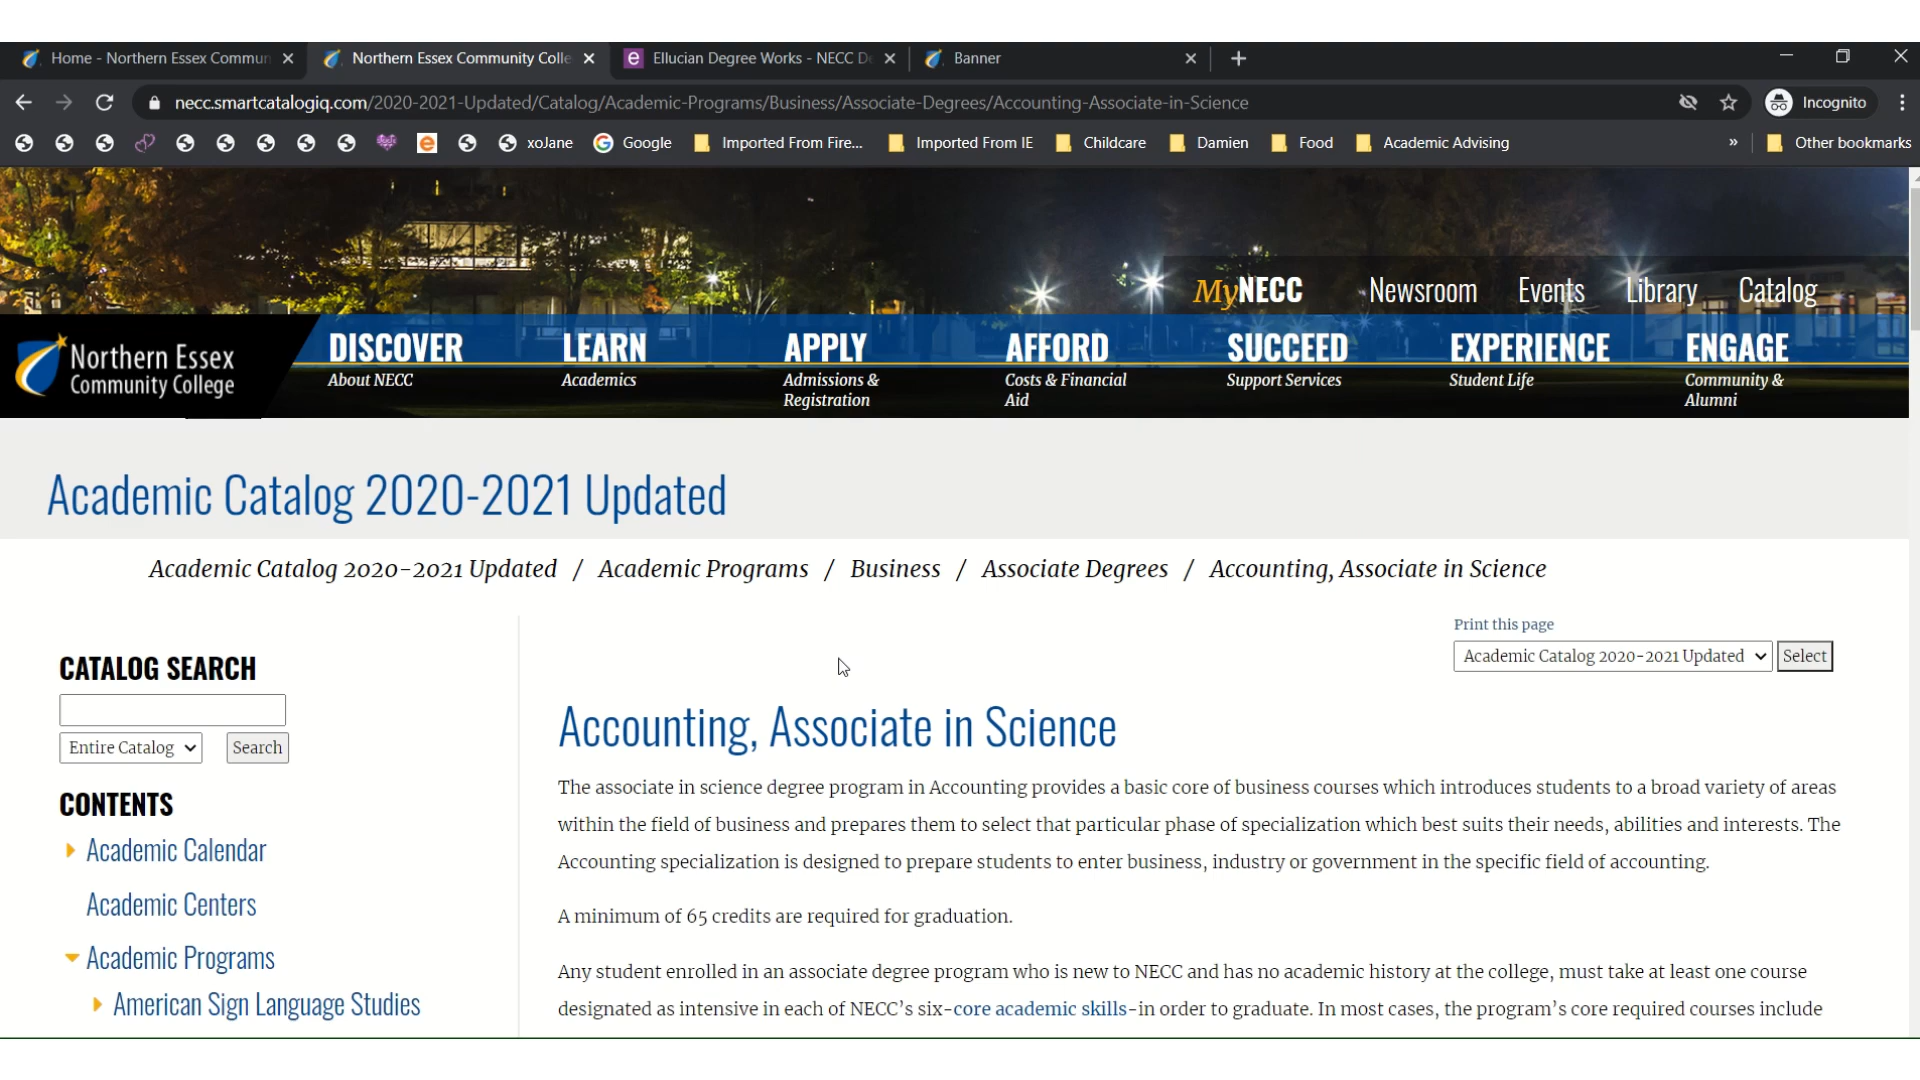 Home - Northern Essex Commun
Northern Essex Community Colle
Ellucian Degree Works - NECC D
Banner
necc.smartcatalogiq.com/2020-2021-Updated/Catalog/Academic-Programs/Business/Associate-Degrees/Accounting-Associate-in-Science
Incognito
xoJane
Google
Imported From Fire...
Imported From IE
Childcare
Damien
Food
Academic Advising
»
Other bookmarks
MyNECC
Newsroom
Events
Library
Catalog
Northern Essex
Community College
DISCOVER
About NECC
LEARN
Academics
APPLY
Admissions &
Registration
AFFORD
Costs & Financial
Aid
SUCCEED
Support Services
EXPERIENCE
Student Life
ENGAGE
Community &
Alumni
Academic Catalog 2020-2021 Updated
Academic Catalog 2020-2021 Updated / Academic Programs / Business / Associate Degrees / Accounting, Associate in Science
Print this page
Academic Catalog 2020-2021 Updated
Select
CATALOG SEARCH
Entire Catalog
Search
CONTENTS
Academic Calendar
Academic Centers
Academic Programs
American Sign Language Studies
Accounting, Associate in Science
The associate in science degree program in Accounting provides a basic core of business courses which introduces students to a broad variety of areas
within the field of business and prepares them to select that particular phase of specialization which best suits their needs, abilities and interests. The
Accounting specialization is designed to prepare students to enter business, industry or government in the specific field of accounting.
A minimum of 65 credits are required for graduation.
Any student enrolled in an associate degree program who is new to NECC and has no academic history at the college, must take at least one course
designated as intensive in each of NECC's six-core academic skills-in order to graduate. In most cases, the program's core required courses include